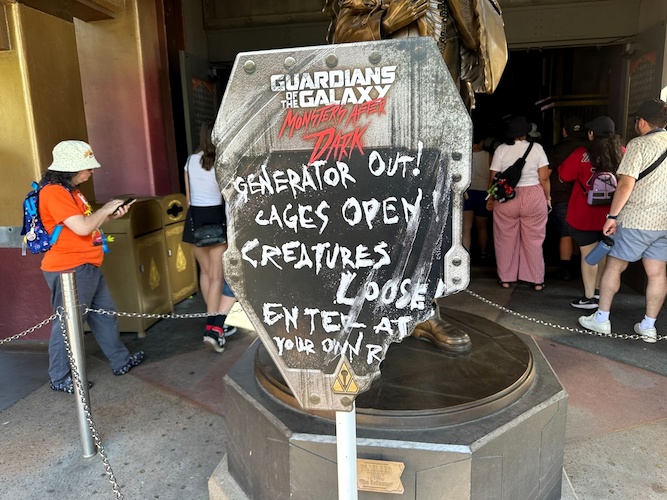 GUARDIANS
OF THE GALAXY
MONSTERS AFTER
DARK
GENERATOR OUT!
CAGES OPEN!
CREATURES
LOOSE!
ENTER AT
YOUR OWN R